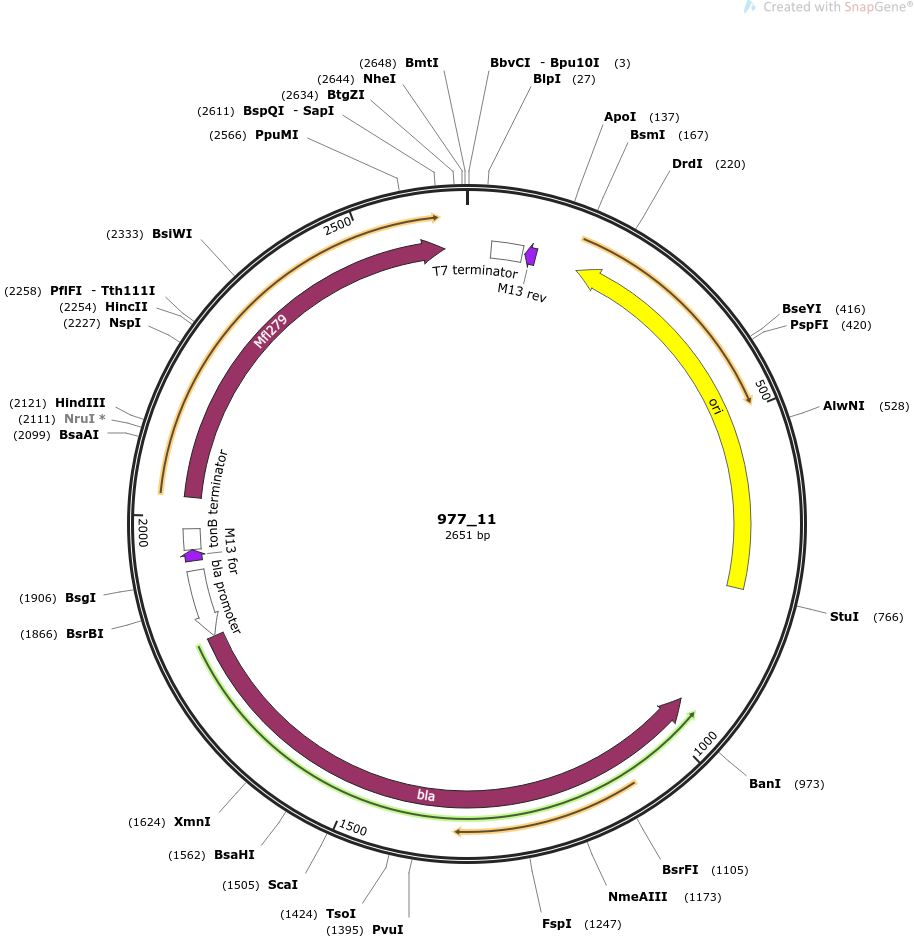 Created with SnapGene®
(2648) BmtI
BbvCI - Bpu10I (3)
(2644) NheI
BlpI (27)
(2634) BtgZI
(2611) BspQI - SapI
(2566) PpuMI
ApoI (137)
BsmI (167)
DrdI (220)
2500
(2333) BsiWI
T7 terminator
M13 rev
(2258) PflFI - Tth111I
(2254) HincII
(2227) NspI
Mfl279
BseYI (416)
PspFI (420)
500
ori
AlwNI (528)
(2121) HindIII
(2111) NruI *
(2099) BsaAI
tonB terminator
M13 for
bla promoter
2000
977_11
2651 bp
(1906) BsgI
(1866) BsrBI
StuI (766)
1000
BanI (973)
bla
1500
(1624) XmnI
(1562) BsaHI
(1505) ScaI
(1424) TsoI
(1395) PvuI
BsrFI (1105)
NmeAIII (1173)
FspI (1247)